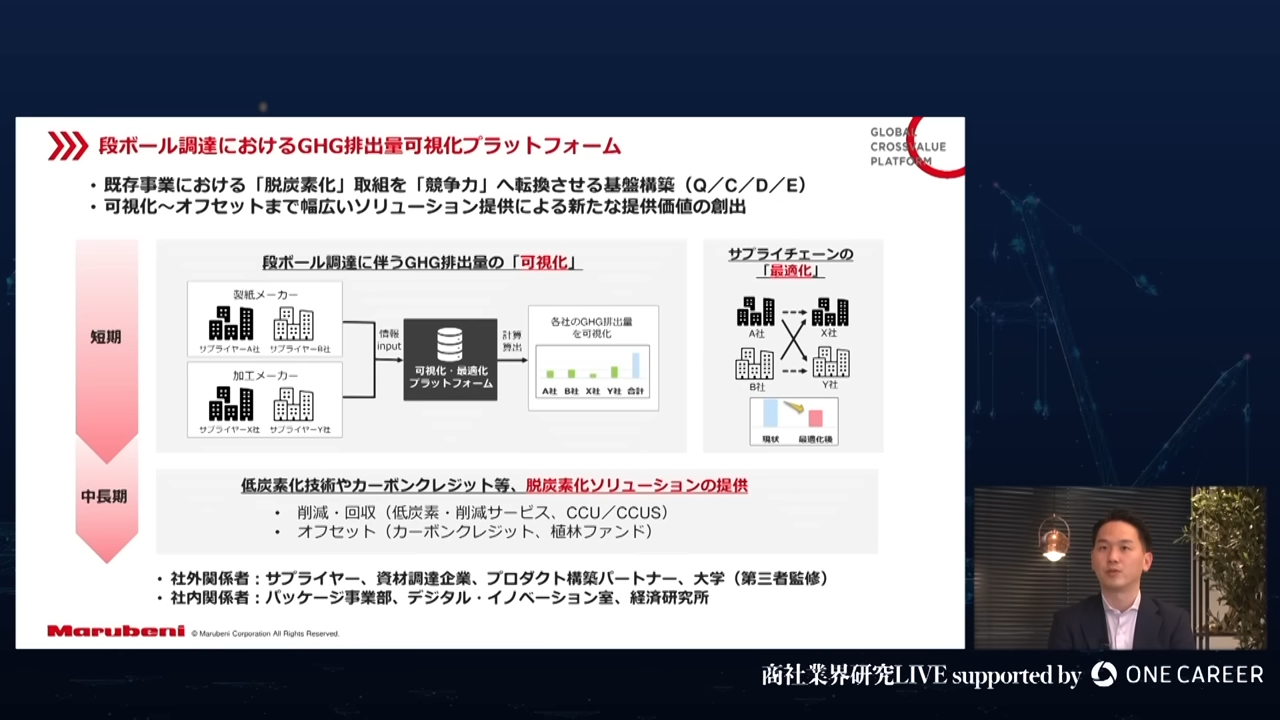 段ボール調達におけるGHG排出量可視化プラットフォーム
GLOBAL
CROSSVALUE
PLATFORM
・既存事業における「脱炭素化」取組を「競争力」へ転換させる基盤構築（Q／C／D／E）
・可視化～オフセットまで幅広いソリューション提供による新たな提供価値の創出
短期
段ボール調達に伴うGHG排出量の「可視化」
製紙メーカー
サプライヤーA社 サプライヤーB社
加工メーカー
サプライヤーX社 サプライヤーY社
情報
input
可視化・最適化
プラットフォーム
計算
算出
各社のGHG排出量
を可視化
A社 B社 X社 Y社 合計
サプライチェーンの
「最適化」
A社 X社
B社 Y社
現状 最適化後
中長期
低炭素化技術やカーボンクレジット等、脱炭素化ソリューションの提供
• 削減・回収（低炭素・削減サービス、CCU／CCUS）
• オフセット（カーボンクレジット、植林ファンド）
・社外関係者：サプライヤー、資材調達企業、プロダクト構築パートナー、大学（第三者監修）
・社内関係者：パッケージ事業部、デジタル・イノベーション室、経済研究所
Marubeni © Marubeni Corporation All Rights Reserved.
商社業界研究LIVE supported by ONE CAREER